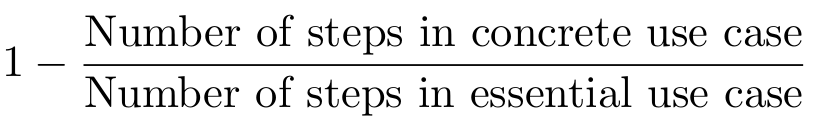 1 − Number of steps in concrete use case
Number of steps in essential use case